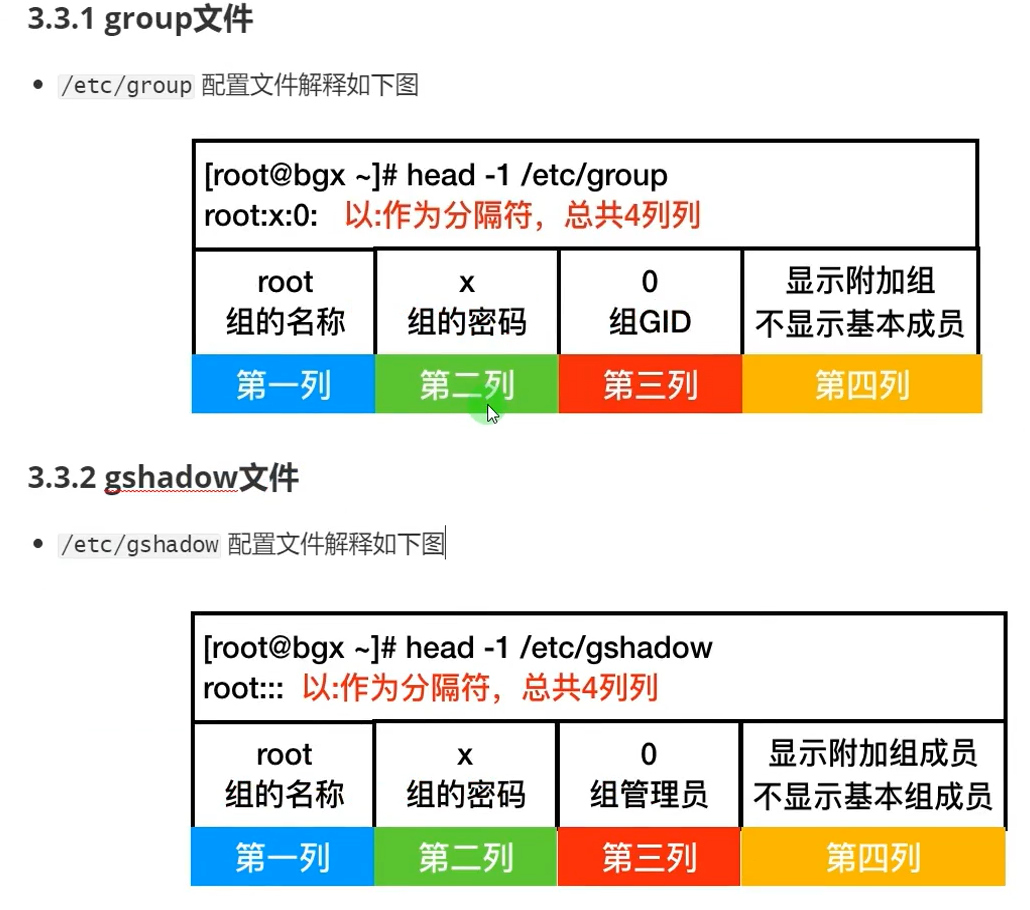 3.3.1 group文件
• /etc/group 配置文件解释如下图
[root@bgx ~]# head -1 /etc/group
root:x:0: 以:作为分隔符，总共4列列
root x 0 显示附加组
组的名称 组的密码 组GID 不显示基本成员
第一列 第二列 第三列 第四列
3.3.2 gshadow文件
• /etc/gshadow 配置文件解释如下图
[root@bgx ~]# head -1 /etc/gshadow
root::: 以:作为分隔符，总共4列列
root x 0 显示附加组成员
组的名称 组的密码 组管理员 不显示基本组成员
第一列 第二列 第三列 第四列